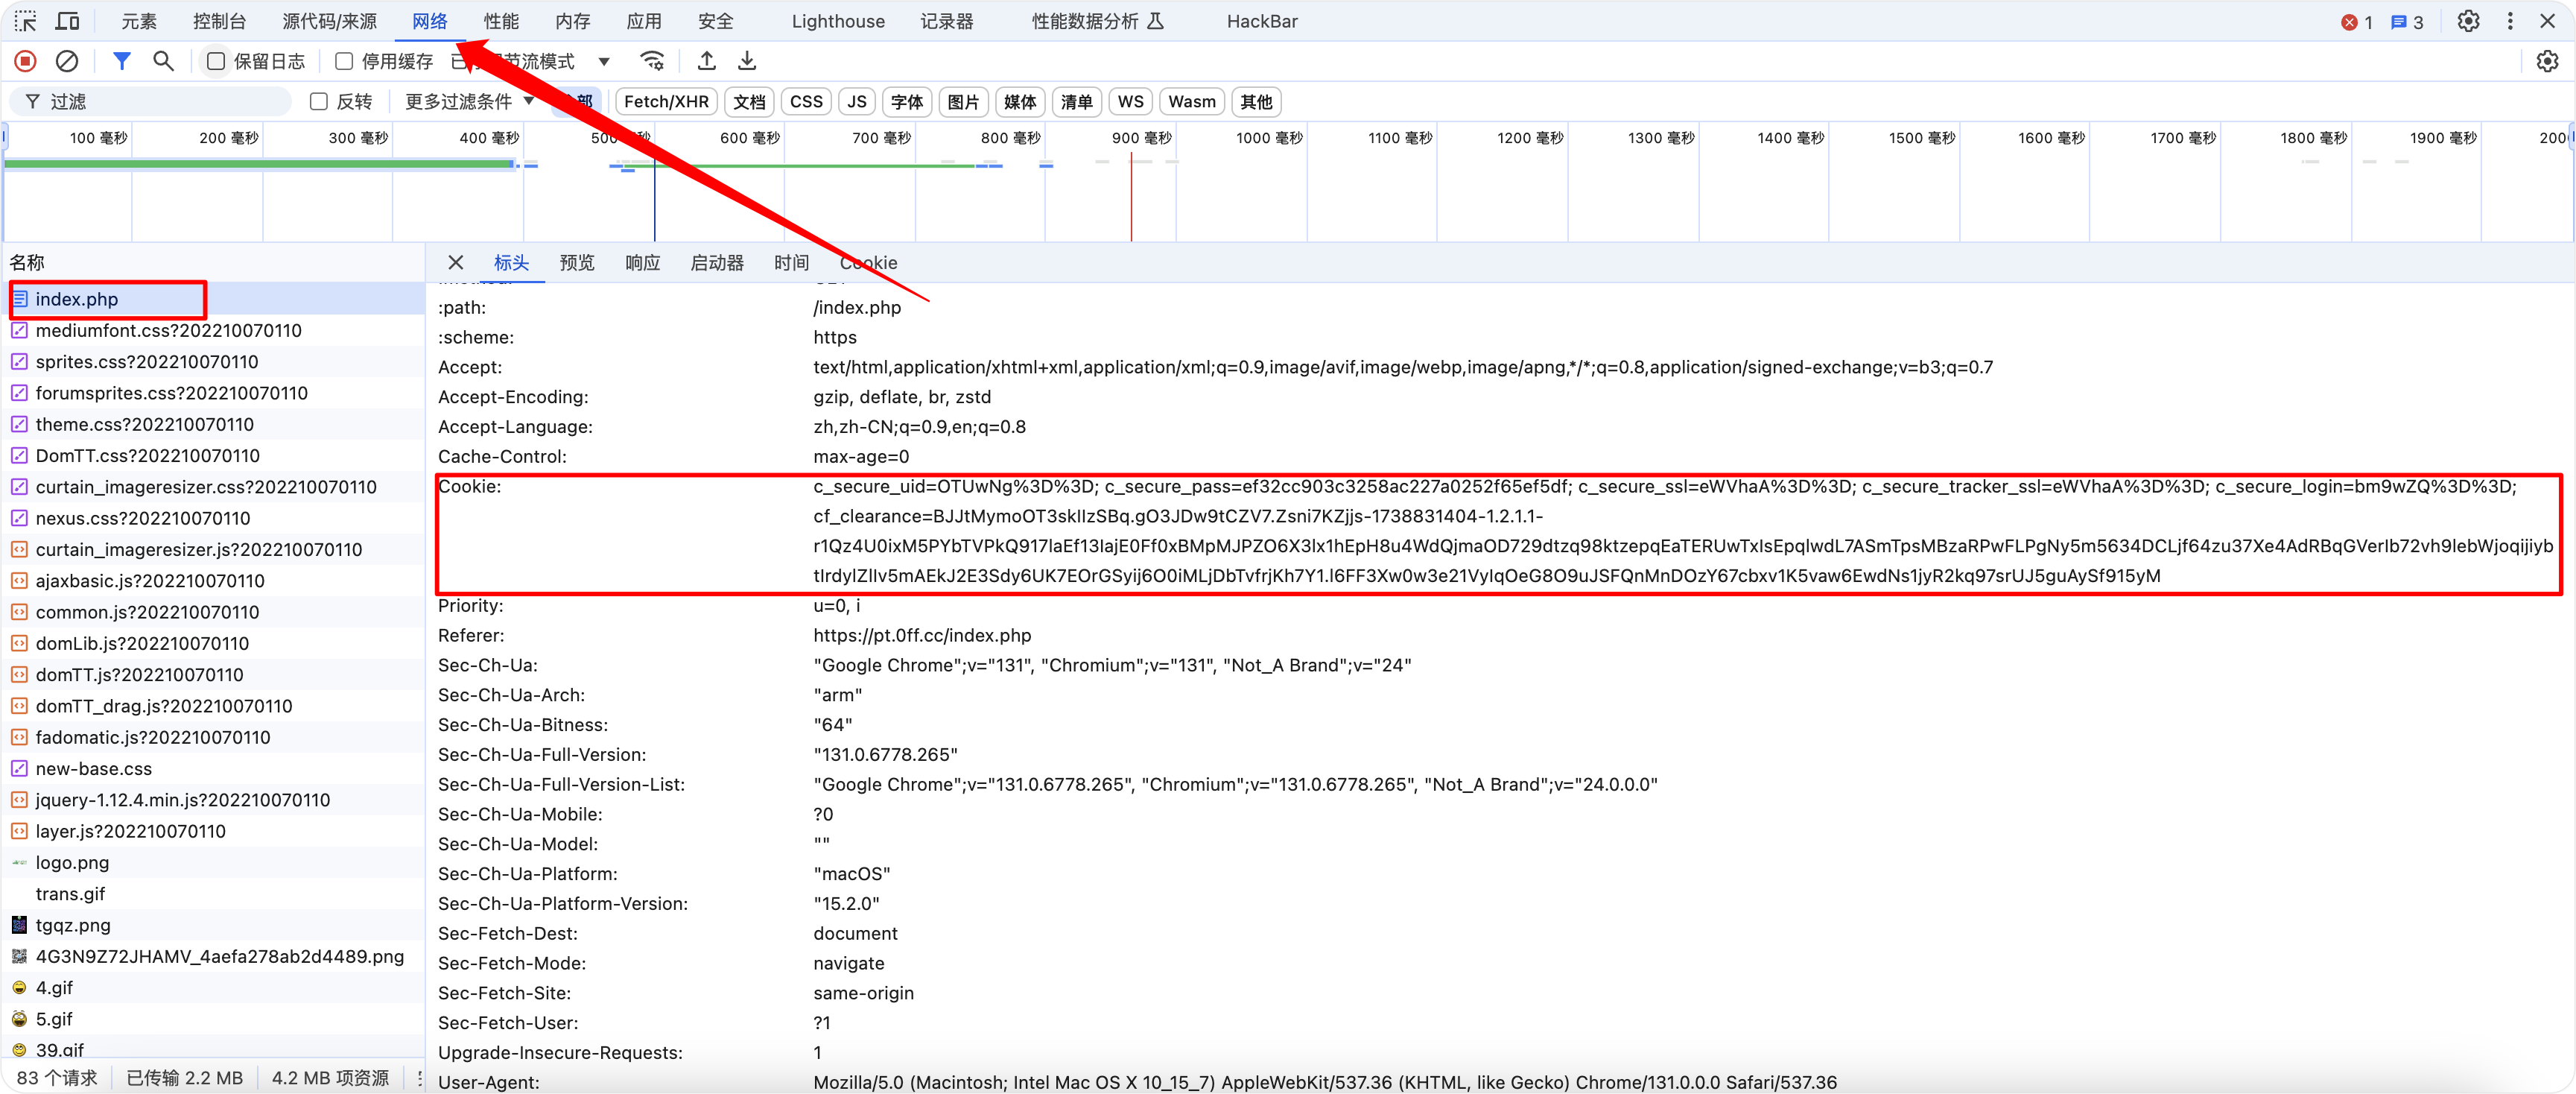 元素 控制台 源代码/来源 网络 性能 内存 应用 安全 Lighthouse 记录器 性能数据分析 HackBar 1 3
保留日志 停用缓存 节流模式
过滤 反转 更多过滤条件 部 Fetch/XHR 文档 CSS JS 字体 图片 媒体 清单 WS Wasm 其他
100 毫秒 200 毫秒 300 毫秒 400 毫秒 500 毫秒 600 毫秒 700 毫秒 800 毫秒 900 毫秒 1000 毫秒 1100 毫秒 1200 毫秒 1300 毫秒 1400 毫秒 1500 毫秒 1600 毫秒 1700 毫秒 1800 毫秒 1900 毫秒
名称
index.php
mediumfont.css?202210070110
sprites.css?202210070110
forumsprites.css?202210070110
theme.css?202210070110
DomTT.css?202210070110
curtain_imageresizer.css?202210070110
nexus.css?202210070110
curtain_imageresizer.js?202210070110
ajaxbasic.js?202210070110
common.js?202210070110
domLib.js?202210070110
domTT.js?202210070110
domTT_drag.js?202210070110
fadomatic.js?202210070110
new-base.css
jquery-1.12.4.min.js?202210070110
layer.js?202210070110
logo.png
trans.gif
tgqz.png
4G3N9Z72JHAMV_4aefa278ab2d4489.png
4.gif
5.gif
39.gif
83 个请求 已传输 2.2 MB 4.2 MB 项资源
标头 预览 响应 启动器 时间 Cookie
:path: /index.php
:scheme: https
Accept: text/html,application/xhtml+xml,application/xml;q=0.9,image/avif,image/webp,image/apng,*/*;q=0.8,application/signed-exchange;v=b3;q=0.7
Accept-Encoding: gzip, deflate, br, zstd
Accept-Language: zh,zh-CN;q=0.9,en;q=0.8
Cache-Control: max-age=0
Cookie: c_secure_uid=OTUwNg%3D%3D; c_secure_pass=ef32cc903c3258ac227a0252f65ef5df; c_secure_ssl=eWVhaA%3D%3D; c_secure_tracker_ssl=eWVhaA%3D%3D; c_secure_login=bm9wZQ%3D%3D;
cf_clearance=BJJtMymoOT3skIIzSBq.gO3JDw9tCZV7.Zsni7KZjjs-1738831404-1.2.1.1-
r1Qz4U0ixM5PYbTVPkQ917laEf13IajE0Ff0xBMpMJPZO6X3lx1hEpH8u4WdQjmaOD729dtzq98ktzepqEaTERUwTxIsEpqlwdL7ASmTpsMBzaRPwFLPgNy5m5634DCLjf64zu37Xe4AdRBqGVerIb72vh9lebWjoqijiyb
tIrdylZlIv5mAEkJ2E3Sdy6UK7EOrGSyij6O0iMLjDbTvfrjKh7Y1.I6FF3Xw0w3e21VyIqOeG8O9uJSFQnMnDOzY67cbxv1K5vaw6EwdNs1jyR2kq97srUJ5guAySf915yM
Priority: u=0, i
Referer: https://pt.0ff.cc/index.php
Sec-Ch-Ua: "Google Chrome";v="131", "Chromium";v="131", "Not_A Brand";v="24"
Sec-Ch-Ua-Arch: "arm"
Sec-Ch-Ua-Bitness: "64"
Sec-Ch-Ua-Full-Version: "131.0.6778.265"
Sec-Ch-Ua-Full-Version-List: "Google Chrome";v="131.0.6778.265", "Chromium";v="131.0.6778.265", "Not_A Brand";v="24.0.0.0"
Sec-Ch-Ua-Mobile: ?0
Sec-Ch-Ua-Model: ""
Sec-Ch-Ua-Platform: "macOS"
Sec-Ch-Ua-Platform-Version: "15.2.0"
Sec-Fetch-Dest: document
Sec-Fetch-Mode: navigate
Sec-Fetch-Site: same-origin
Sec-Fetch-User: ?1
Upgrade-Insecure-Requests: 1
User-Agent: Mozilla/5.0 (Macintosh; Intel Mac OS X 10_15_7) AppleWebKit/537.36 (KHTML, like Gecko) Chrome/131.0.0.0 Safari/537.36